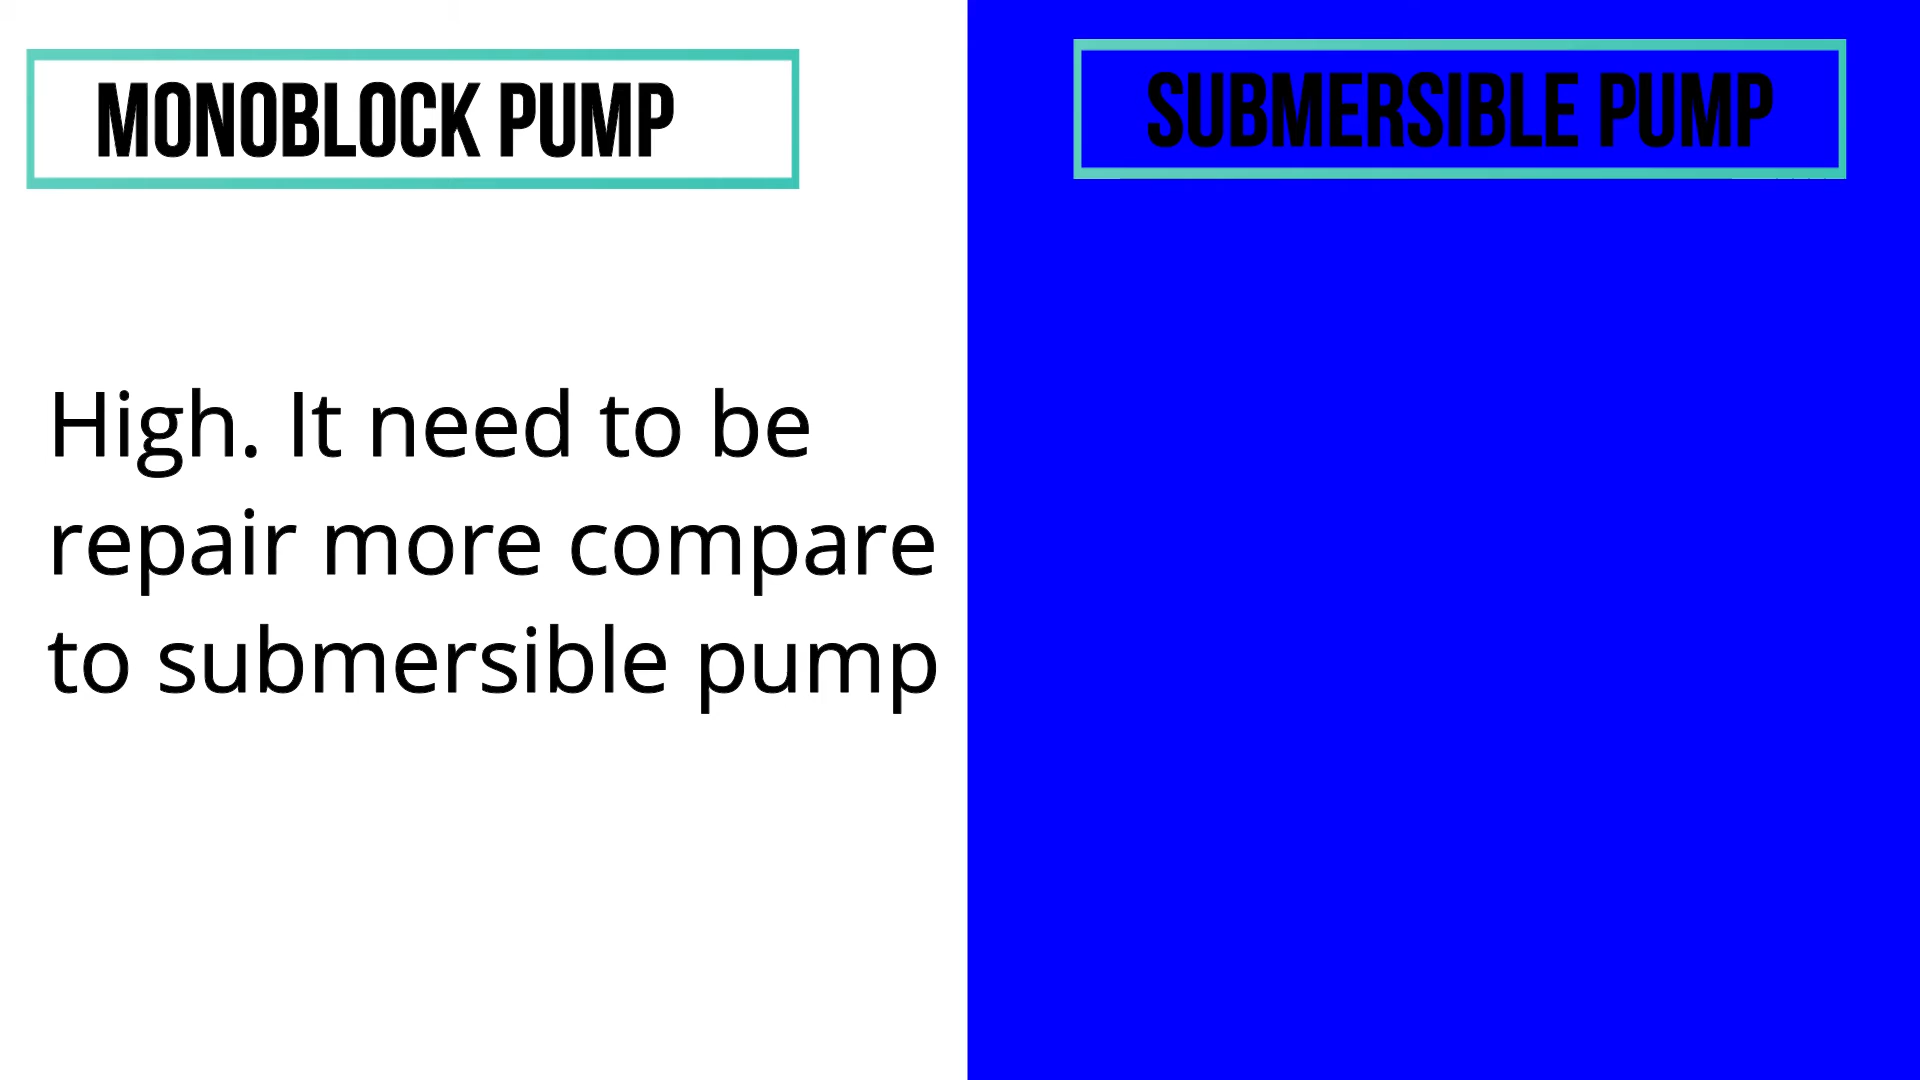 MONOBLOCK PUMP
SUBMERSIBLE PUMP
High. It need to be
repair more compare
to submersible pump